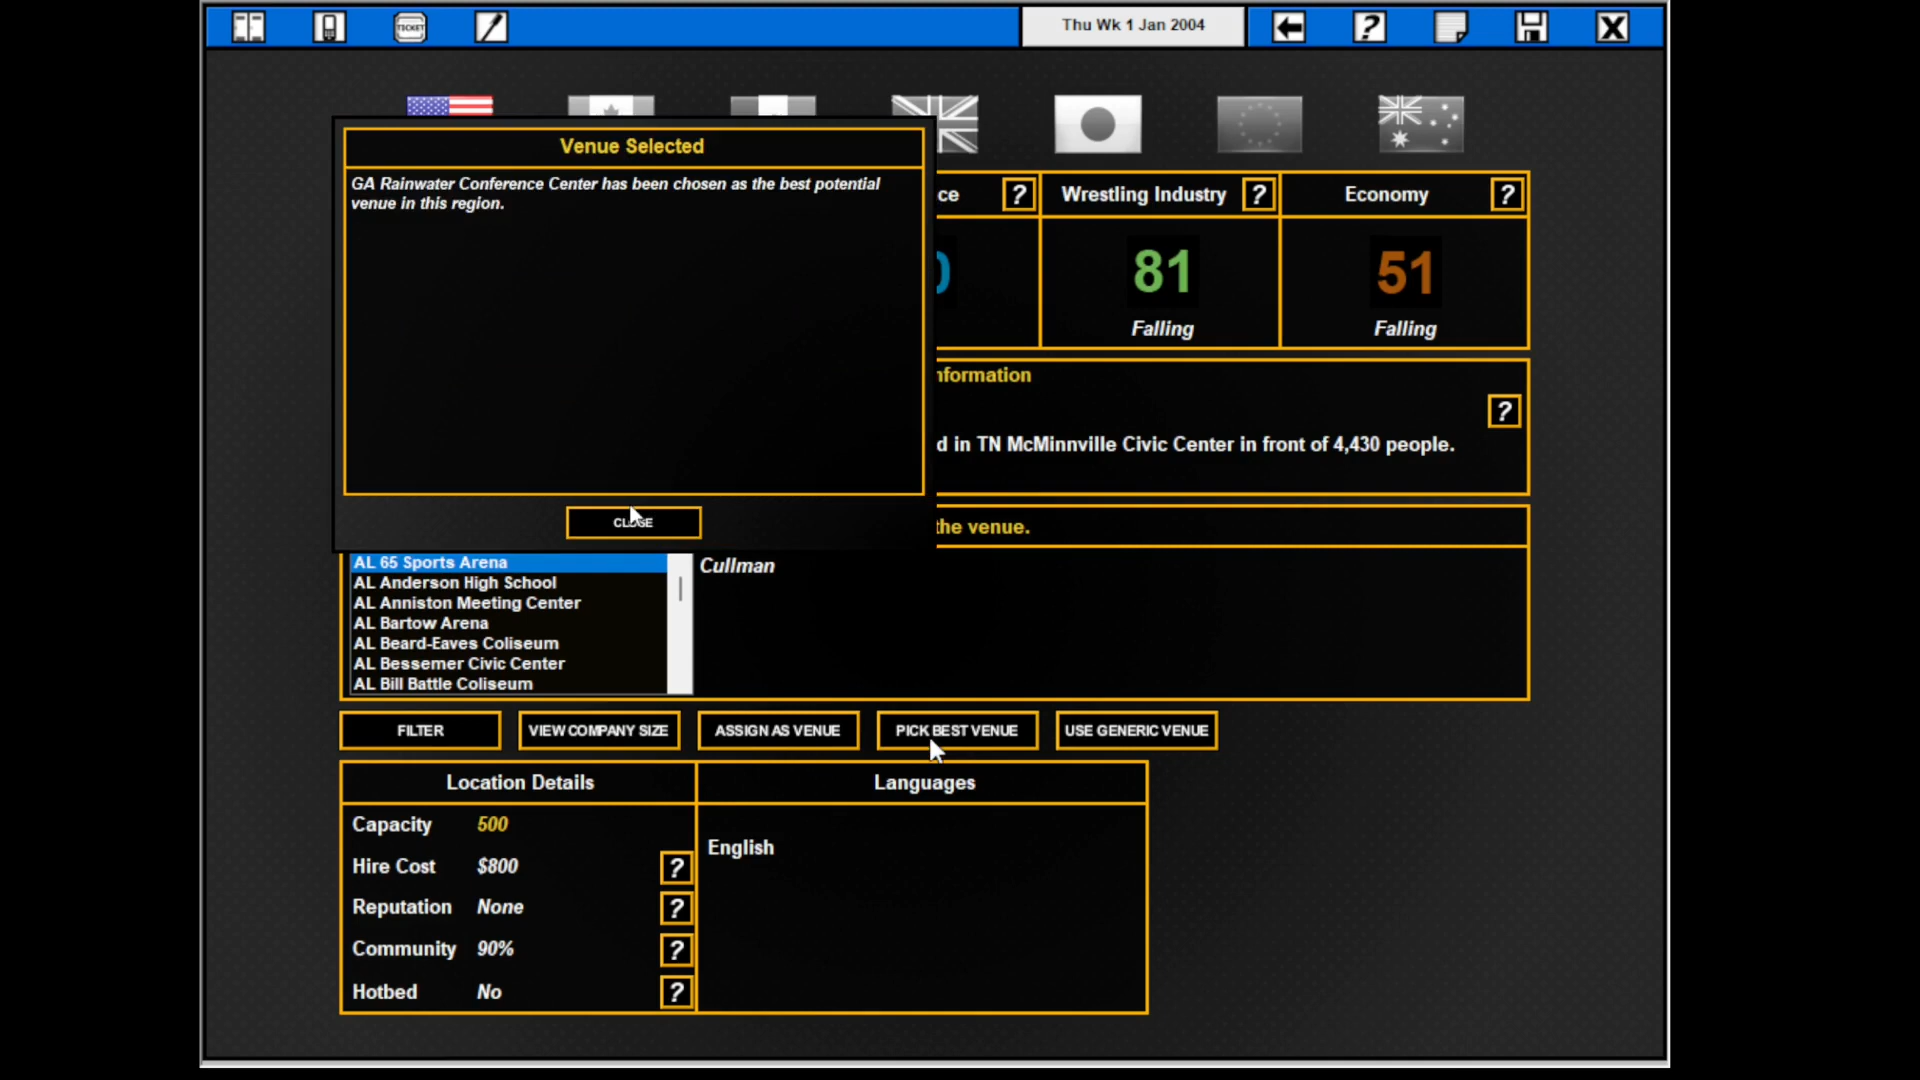 TICKET
Thu Wk 1 Jan 2004
?
Venue Selected
GA Rainwater Conference Center has been chosen as the best potential
venue in this region.
CLOSE
ce ? Wrestling Industry ? Economy ?
81 51
Falling Falling
nformation
?
d in TN McMinnville Civic Center in front of 4,430 people.
the venue.
AL 65 Sports Arena
AL Anderson High School
AL Anniston Meeting Center
AL Bartow Arena
AL Beard-Eaves Coliseum
AL Bessemer Civic Center
AL Bill Battle Coliseum
Cullman
FILTER VIEW COMPANY SIZE ASSIGN AS VENUE PICK BEST VENUE USE GENERIC VENUE
Location Details
Capacity 500
Hire Cost $800 ?
Reputation None ?
Community 90% ?
Hotbed No ?
Languages
English